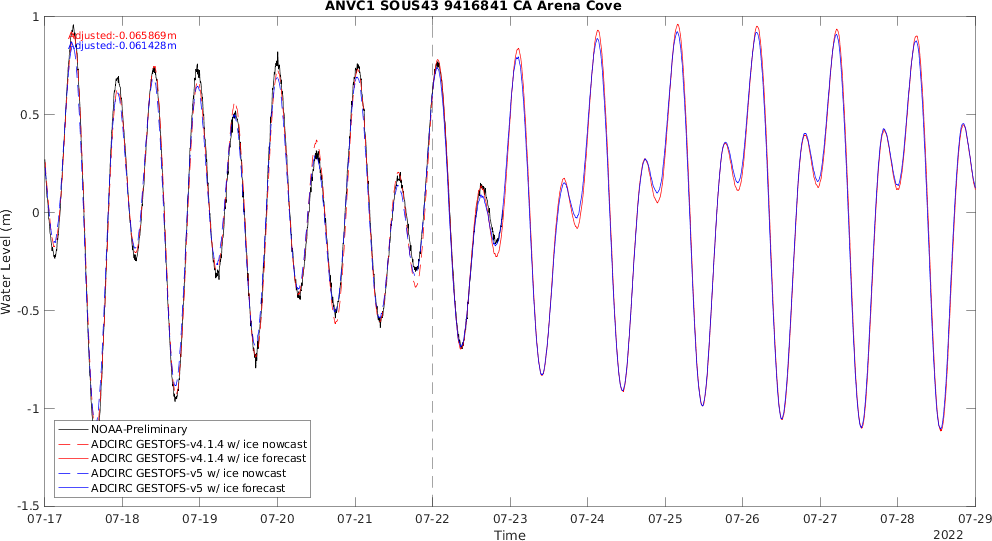 ANVC1 SOUS43 9416841 CA Arena Cove
Adjusted:-0.065869m
Adjusted:-0.061428m
Water Level (m)
1
0.5
0
-0.5
-1
-1.5
NOAA-Preliminary
ADCIRC GESTOFS-v4.1.4 w/ ice nowcast
ADCIRC GESTOFS-v4.1.4 w/ ice forecast
ADCIRC GESTOFS-v5 w/ ice nowcast
ADCIRC GESTOFS-v5 w/ ice forecast
07-17 07-18 07-19 07-20 07-21 07-22 07-23 07-24 07-25 07-26 07-27 07-28 07-29
Time
2022